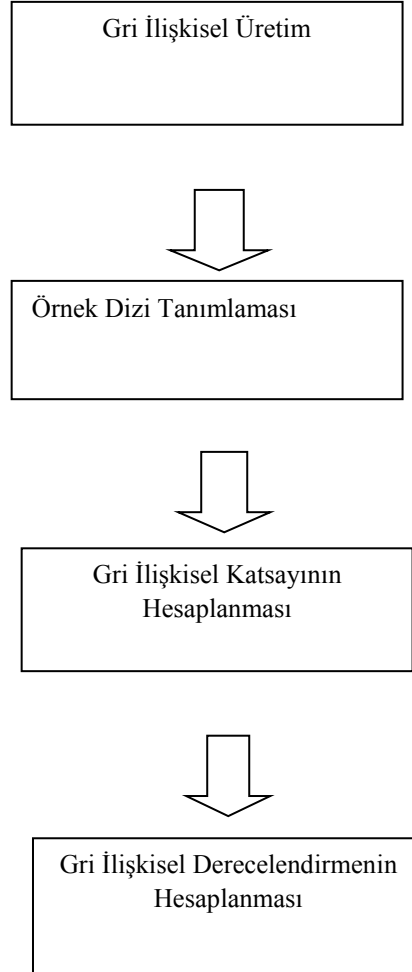 Gri İlişkisel Üretim
Örnek Dizi Tanımlaması
Gri İlişkisel Katsayının
Hesaplanması
Gri İlişkisel Derecelendirmenin
Hesaplanması